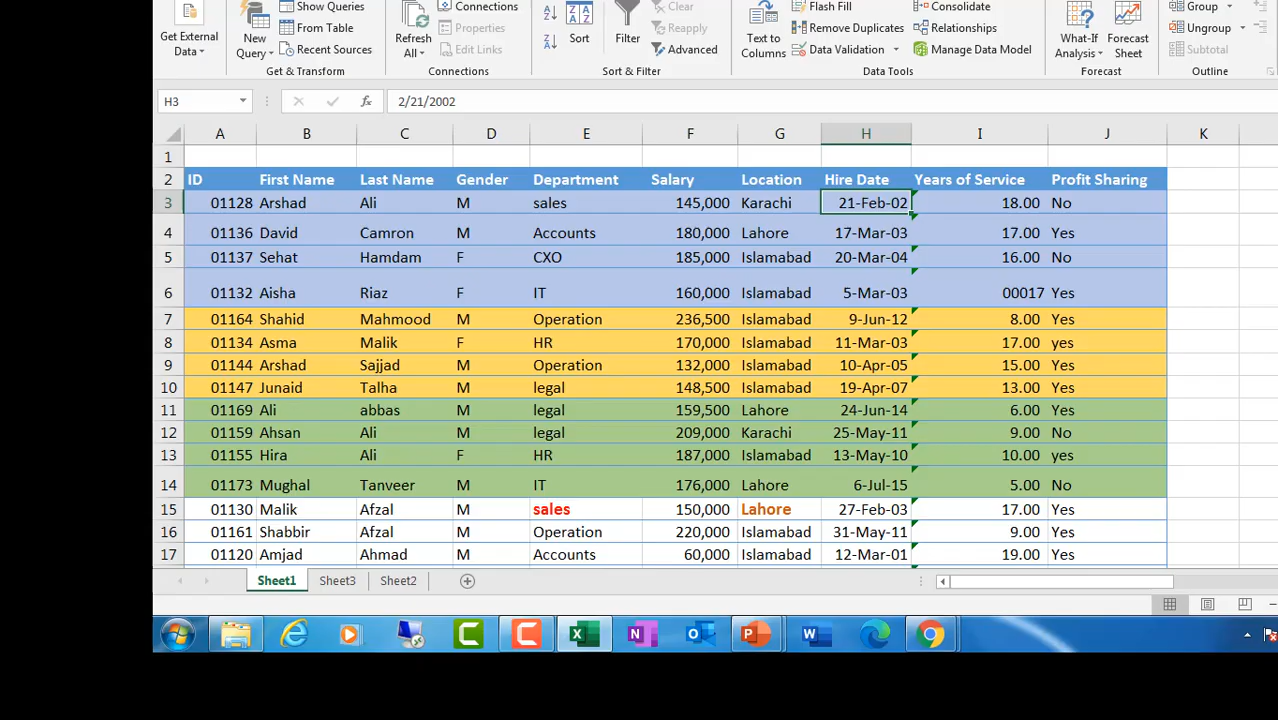 Show Queries
From Table
Recent Sources
Get External
Data
New
Query
Get & Transform
Refresh
All
Connections
Properties
Edit Links
Connections
Sort
Filter
Clear
Reapply
Advanced
Sort & Filter
Text to
Columns
Flash Fill
Remove Duplicates
Data Validation
Consolidate
Relationships
Manage Data Model
Data Tools
What-If
Analysis
Forecast
Sheet
Forecast
Group
Ungroup
Subtotal
Outline
H3 fx 2/21/2002
A B C D E F G H I J K
1
2 ID First Name Last Name Gender Department Salary Location Hire Date Years of Service Profit Sharing
3 01128 Arshad Ali M sales 145,000 Karachi 21-Feb-02 18.00 No
4 01136 David Camron M Accounts 180,000 Lahore 17-Mar-03 17.00 Yes
5 01137 Sehat Hamdam F CXO 185,000 Islamabad 20-Mar-04 16.00 No
6 01132 Aisha Riaz F IT 160,000 Islamabad 5-Mar-03 00017 Yes
7 01164 Shahid Mahmood M Operation 236,500 Islamabad 9-Jun-12 8.00 Yes
8 01134 Asma Malik F HR 170,000 Islamabad 11-Mar-03 17.00 yes
9 01144 Arshad Sajjad M Operation 132,000 Islamabad 10-Apr-05 15.00 Yes
10 01147 Junaid Talha M legal 148,500 Islamabad 19-Apr-07 13.00 Yes
11 01169 Ali abbas M legal 159,500 Lahore 24-Jun-14 6.00 Yes
12 01159 Ahsan Ali M legal 209,000 Karachi 25-May-11 9.00 No
13 01155 Hira Ali F HR 187,000 Islamabad 13-May-10 10.00 yes
14 01173 Mughal Tanveer M IT 176,000 Lahore 6-Jul-15 5.00 No
15 01130 Malik Afzal M sales 150,000 Lahore 27-Feb-03 17.00 Yes
16 01161 Shabbir Afzal M Operation 220,000 Islamabad 31-May-11 9.00 Yes
17 01120 Amjad Ahmad M Accounts 60,000 Islamabad 12-Mar-01 19.00 Yes
Sheet1 Sheet3 Sheet2